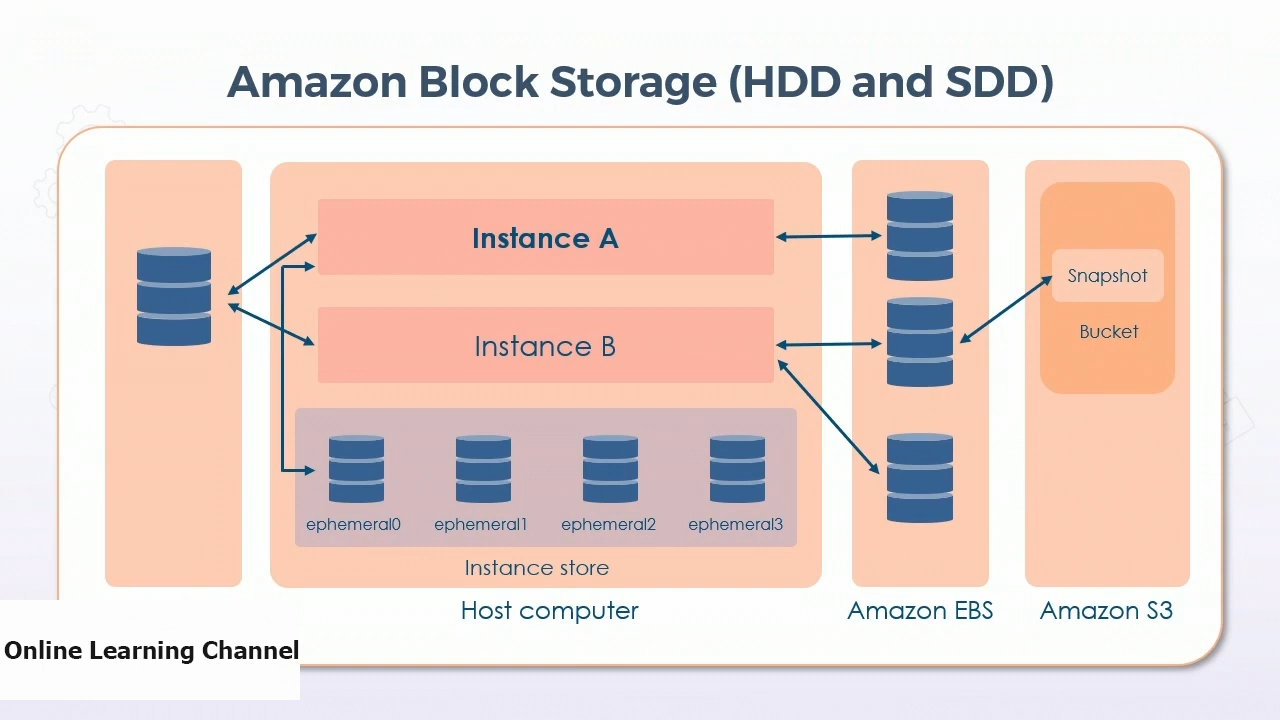 Amazon Block Storage (HDD and SDD)
Instance A
Instance B
ephemeral0 ephemeral1 ephemeral2 ephemeral3
Instance store
Snapshot
Bucket
Host computer
Amazon EBS
Amazon S3
Online Learning Channel